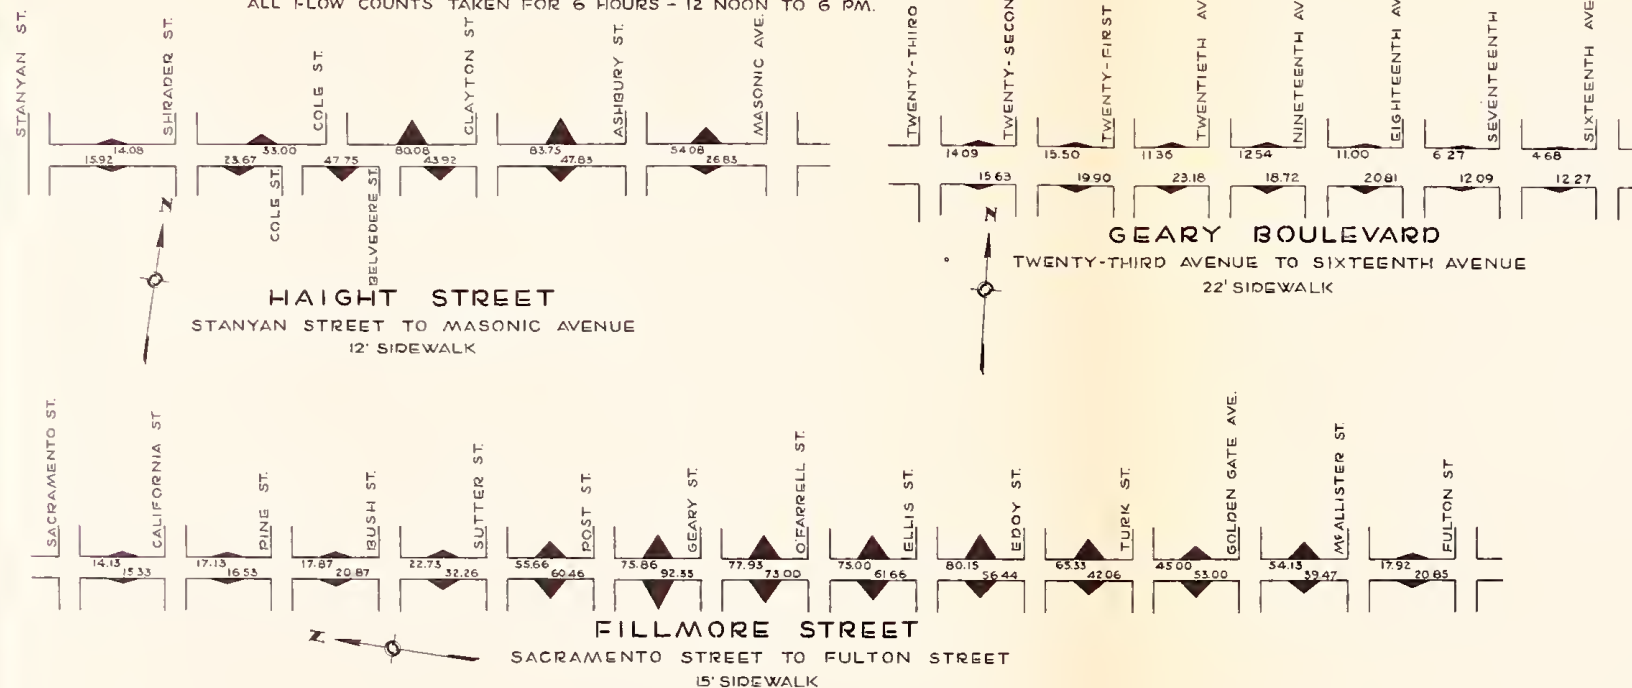 ALL FLOW COUNTS TAKEN FOR 6 HOURS - 12 NOON TO 6 PM.
STANYAN ST.
SHRADER ST.
COLE ST.
CLAYTON ST
ASHBURY ST.
MASONIC AVE.
14.08
33.00
80.08
83.75
54.08
15.92
23.67
47.75
43.92
47.83
26.83
COLE ST.
BELVEDERE ST.
N
HAIGHT STREET
STANYAN STREET TO MASONIC AVENUE
12' SIDEWALK
TWENTY-THIRD
TWENTY-SECON
TWENTY-FIRST
TWENTIETH AV
NINETEENTH AV
EIGHTEENTH AV
SEVENTEENTH
SIXTEENTH AVE
14.09
15.50
11.36
12.54
11.00
6.27
4.68
15.63
19.90
23.18
18.72
20.81
12.09
12.27
N
GEARY BOULEVARD
TWENTY-THIRD AVENUE TO SIXTEENTH AVENUE
22' SIDEWALK
SACRAMENTO ST.
CALIFORNIA ST
PINE ST.
BUSH ST.
SUTTER ST.
POST ST.
GEARY ST.
O'FARRELL ST.
ELLIS ST.
EDDY ST.
TURK ST.
GOLDEN GATE AVE.
McALLISTER ST.
FULTON ST
14.13
17.13
17.87
22.73
55.66
75.86
77.93
75.00
80.15
63.33
45.00
54.13
17.92
15.33
16.53
20.87
32.26
60.46
92.33
73.00
61.66
56.44
42.06
53.00
39.47
20.85
N
FILLMORE STREET
SACRAMENTO STREET TO FULTON STREET
15' SIDEWALK